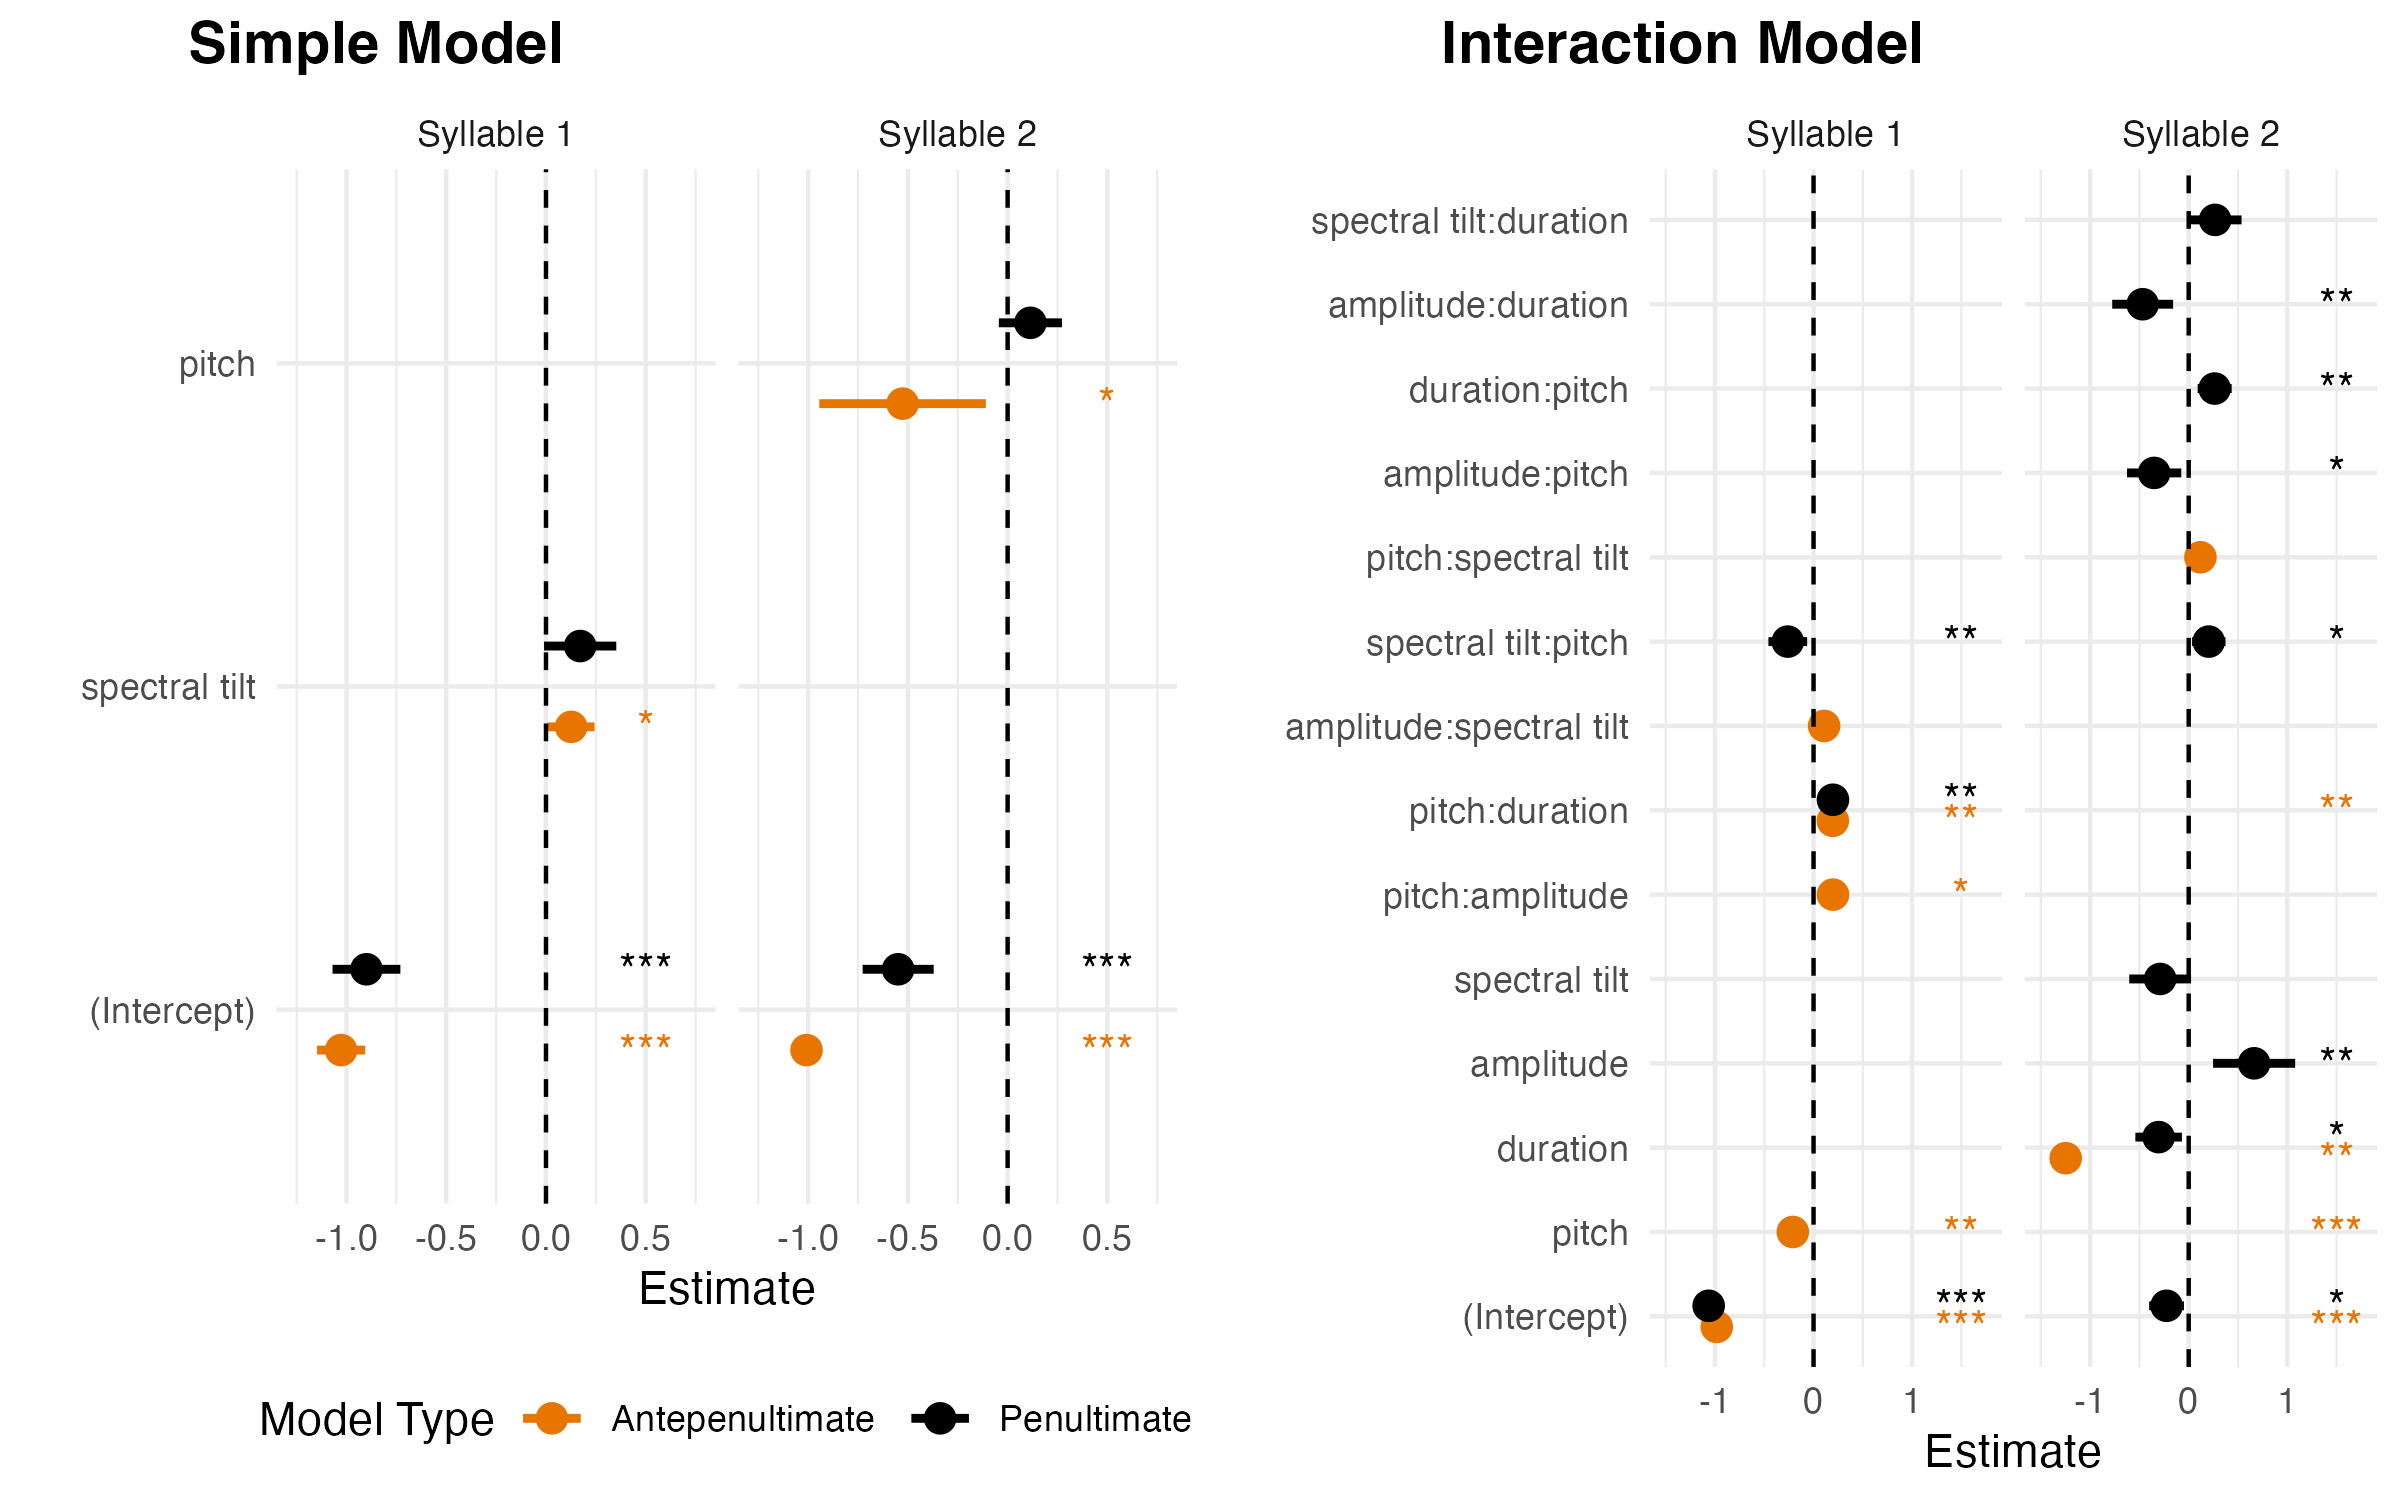 Simple Model
Interaction Model
Syllable 1
Syllable 2
pitch
*
spectral tilt
*
(Intercept)
*** ***
*** ***
-1.0 -0.5 0.0 0.5
-1.0 -0.5 0.0 0.5
Estimate
Model Type Antepenultimate Penultimate
Syllable 1
Syllable 2
spectral tilt:duration
amplitude:duration **
duration:pitch **
amplitude:pitch *
pitch:spectral tilt
spectral tilt:pitch ** *
amplitude:spectral tilt
**
pitch:duration ** **
pitch:amplitude *
spectral tilt
amplitude **
*
duration **
pitch ** ***
*** *
(Intercept) *** ***
-1 0 1
-1 0 1
Estimate